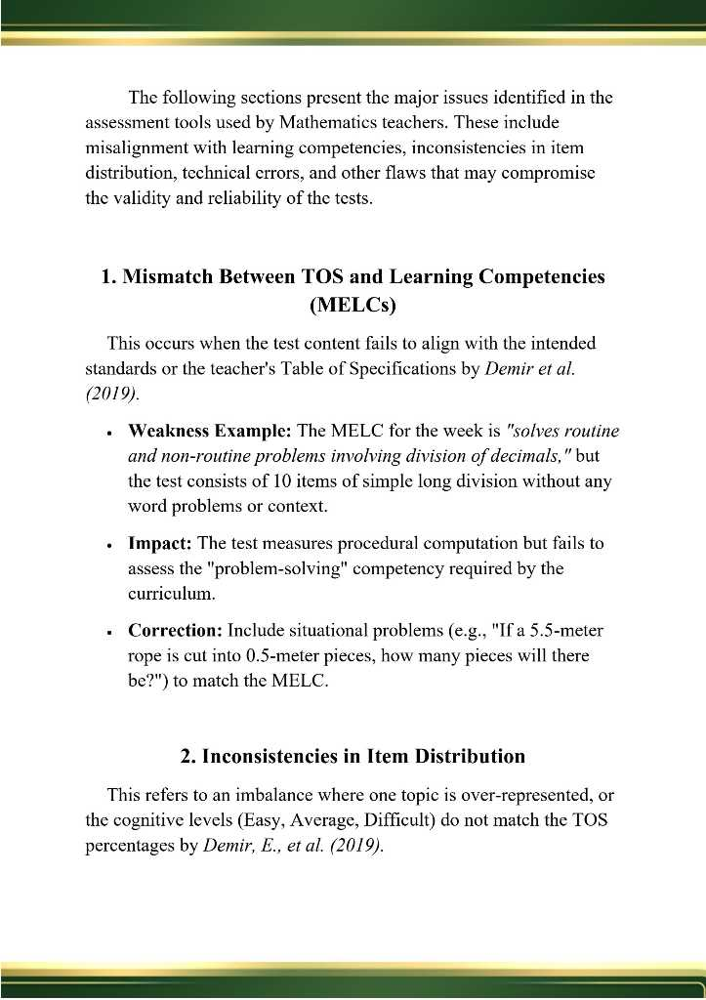 The following sections present the major issues identified in the
assessment tools used by Mathematics teachers. These include
misalignment with learning competencies, inconsistencies in item
distribution, technical errors, and other flaws that may compromise
the validity and reliability of the tests.
1. Mismatch Between TOS and Learning Competencies
(MELCs)
This occurs when the test content fails to align with the intended
standards or the teacher's Table of Specifications by Demir et al.
(2019).
• Weakness Example: The MELC for the week is "solves routine
and non-routine problems involving division of decimals," but
the test consists of 10 items of simple long division without any
word problems or context.
• Impact: The test measures procedural computation but fails to
assess the "problem-solving" competency required by the
curriculum.
• Correction: Include situational problems (e.g., "If a 5.5-meter
rope is cut into 0.5-meter pieces, how many pieces will there
be?") to match the MELC.
2. Inconsistencies in Item Distribution
This refers to an imbalance where one topic is over-represented, or
the cognitive levels (Easy, Average, Difficult) do not match the TOS
percentages by Demir, E., et al. (2019).